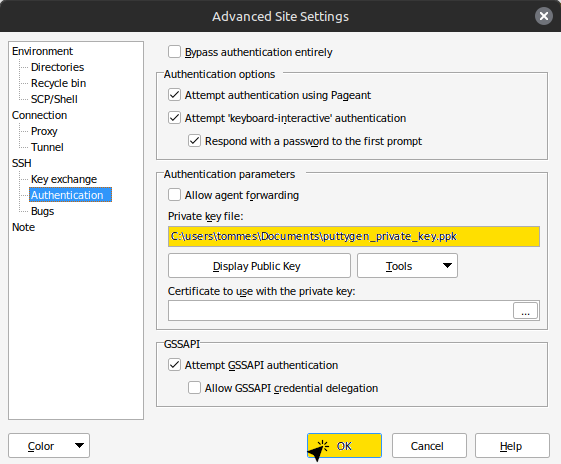 Advanced Site Settings
Environment
Directories
Recycle bin
SCP/Shell
Connection
Proxy
Tunnel
SSH
Key exchange
Authentication
Bugs
Note
Bypass authentication entirely
Authentication options
Attempt authentication using Pageant
Attempt 'keyboard-interactive' authentication
Respond with a password to the first prompt
Authentication parameters
Allow agent forwarding
Private key file:
C:\users\tommes\Documents\puttygen_private_key.ppk
Display Public Key
Tools
Certificate to use with the private key:
...
GSSAPI
Attempt GSSAPI authentication
Allow GSSAPI credential delegation
Color
OK
Cancel
Help